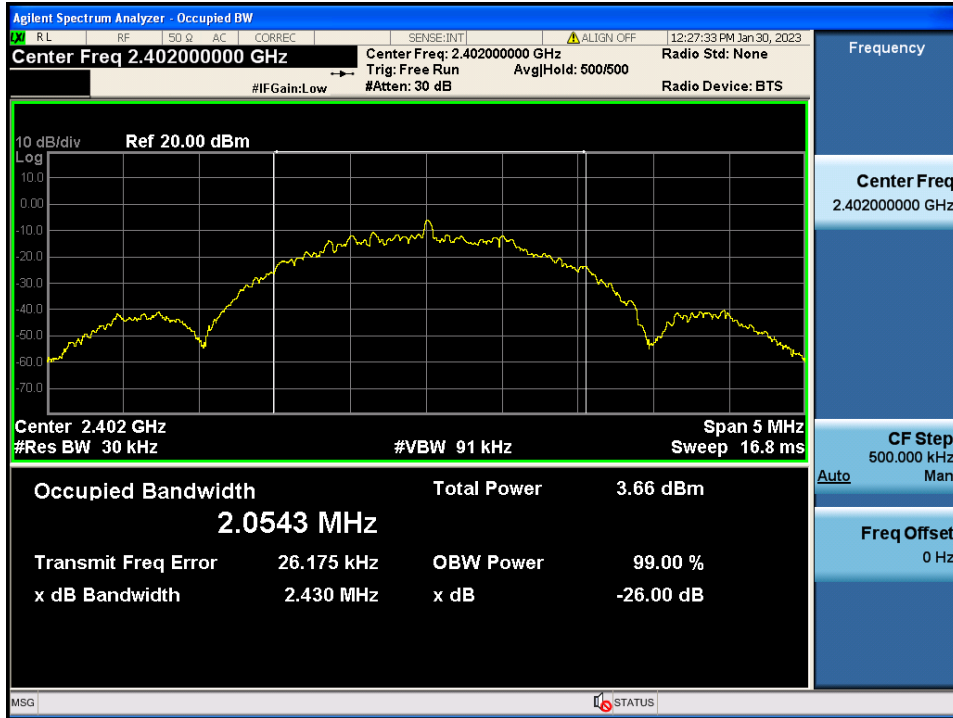 Agilent Spectrum Analyzer - Occupied BW
LXI RL RF 50 Ω AC CORREC SENSE:INT ALIGN OFF 12:27:33 PM Jan 30, 2023
Center Freq 2.402000000 GHz
Center Freq: 2.402000000 GHz Radio Std: None
Trig: Free Run Avg|Hold: 500/500
#IFGain:Low #Atten: 30 dB Radio Device: BTS
Frequency
10 dB/div Ref 20.00 dBm
Log
10.0
0.00
-10.0
-20.0
-30.0
-40.0
-50.0
-60.0
-70.0
Center 2.402 GHz Span 5 MHz
#Res BW 30 kHz #VBW 91 kHz Sweep 16.8 ms
Center Freq
2.402000000 GHz
CF Step
500.000 kHz
Auto Man
Freq Offset
0 Hz
Occupied Bandwidth Total Power 3.66 dBm
2.0543 MHz
Transmit Freq Error 26.175 kHz OBW Power 99.00 %
x dB Bandwidth 2.430 MHz x dB -26.00 dB
MSG STATUS